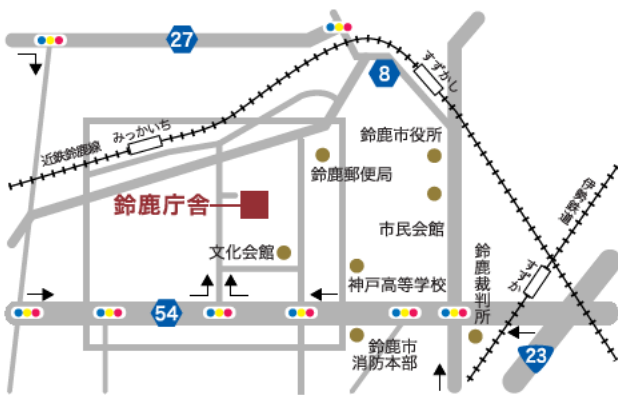 27
8
すずかし
みっかいち
近鉄鈴鹿線
鈴鹿市役所
鈴鹿郵便局
伊勢鉄道
鈴鹿庁舎
市民会館
文化会館
鈴鹿裁判所
すずか
神戸高等学校
54
鈴鹿市
消防本部
23